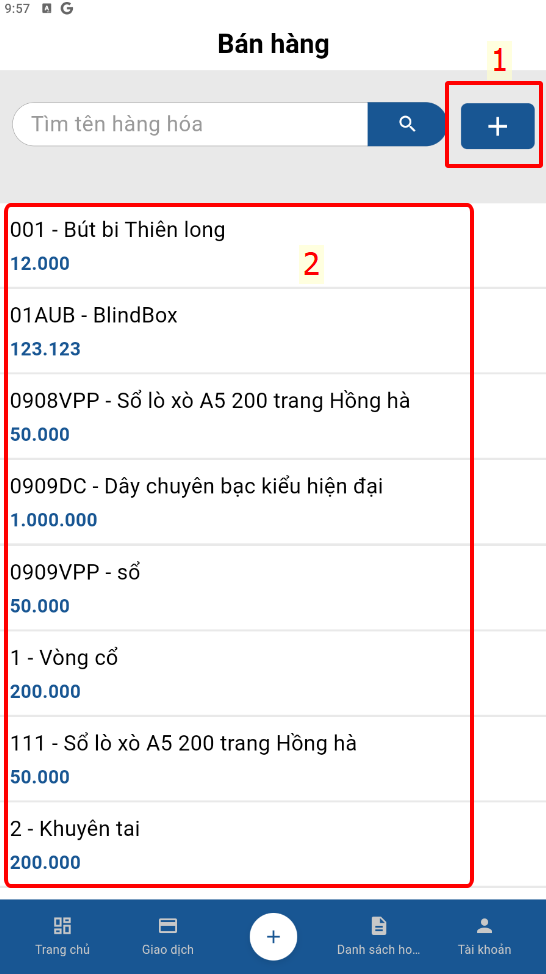 9:57
Bán hàng
1
Tìm tên hàng hóa
001 - Bút bi Thiên long
2
12.000
01AUB - BlindBox
123.123
0908VPP - Sổ lò xò A5 200 trang Hồng hà
50.000
0909DC - Dây chuyên bạc kiểu hiện đại
1.000.000
0909VPP - sổ
50.000
1 - Vòng cổ
200.000
111 - Sổ lò xò A5 200 trang Hồng hà
50.000
2 - Khuyên tai
200.000
Trang chủ Giao dịch Danh sách ho... Tài khoản